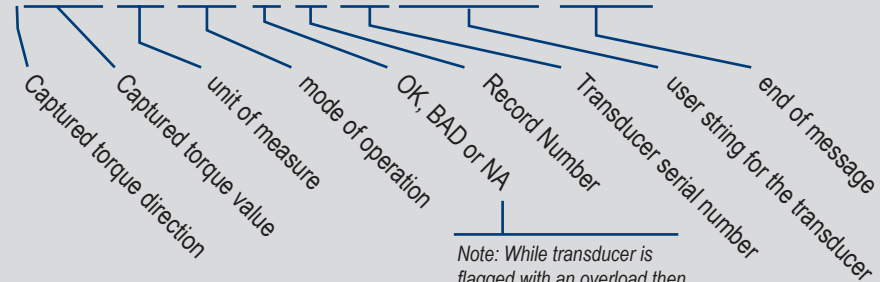 Captured torque direction
Captured torque value
unit of measure
mode of operation
OK, BAD or NA
Record Number
Transducer serial number
user string for the transducer
end of message
Note: While transducer is
flagged with an overload then